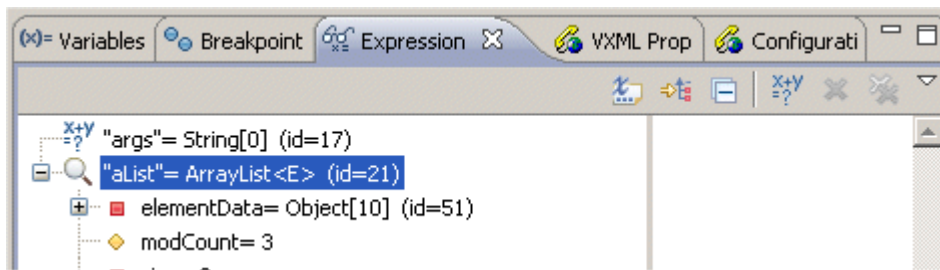 (x)= Variables Breakpoint Expression VXML Prop Configurati
"args"= String[0] (id=17)
"aList"= ArrayList<E> (id=21)
elementData= Object[10] (id=51)
modCount= 3